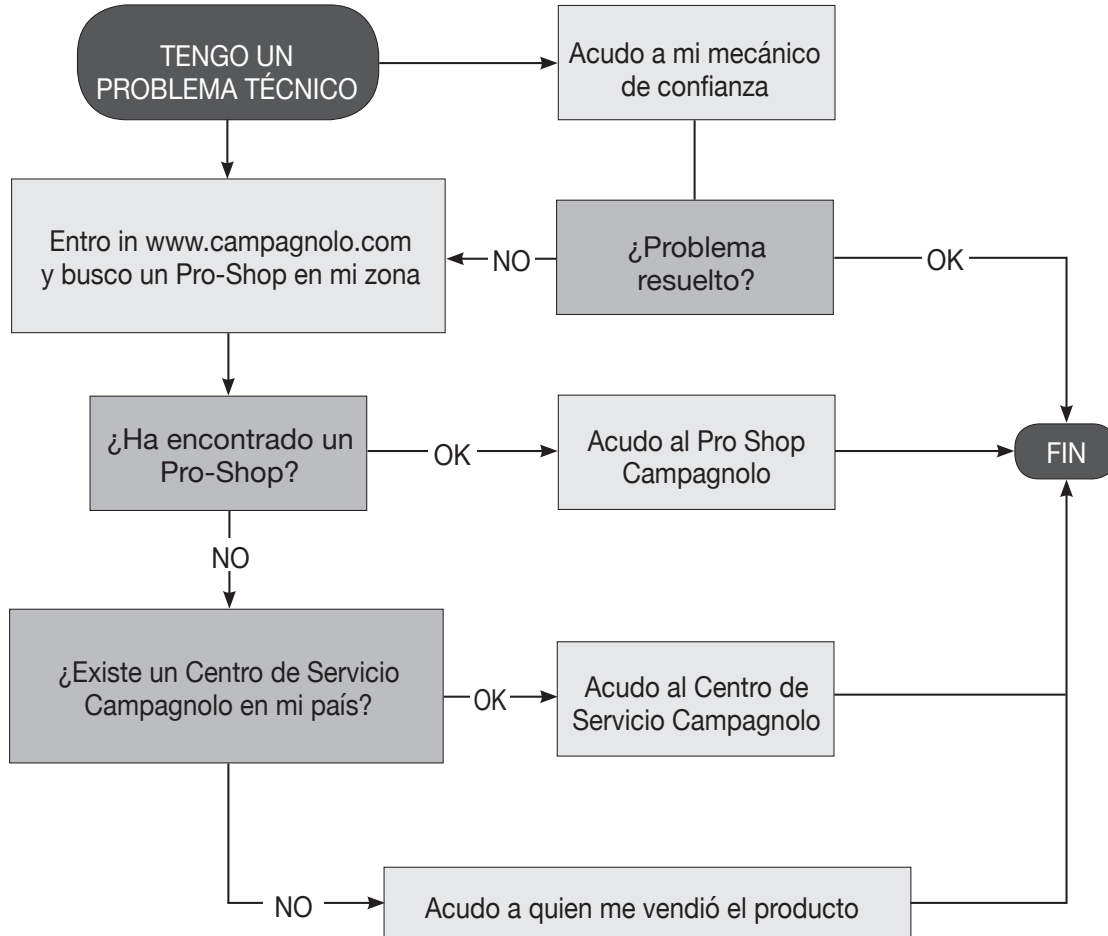 TENGO UN
PROBLEMA TÉCNICO
Acudo a mi mecánico
de confianza
Entro in www.campagnolo.com
y busco un Pro-Shop en mi zona
NO
¿Problema
resuelto?
OK
¿Ha encontrado un
Pro-Shop?
OK
Acudo al Pro Shop
Campagnolo
FIN
NO
¿Existe un Centro de Servicio
Campagnolo en mi país?
OK
Acudo al Centro de
Servicio Campagnolo
NO
Acudo a quien me vendió el producto